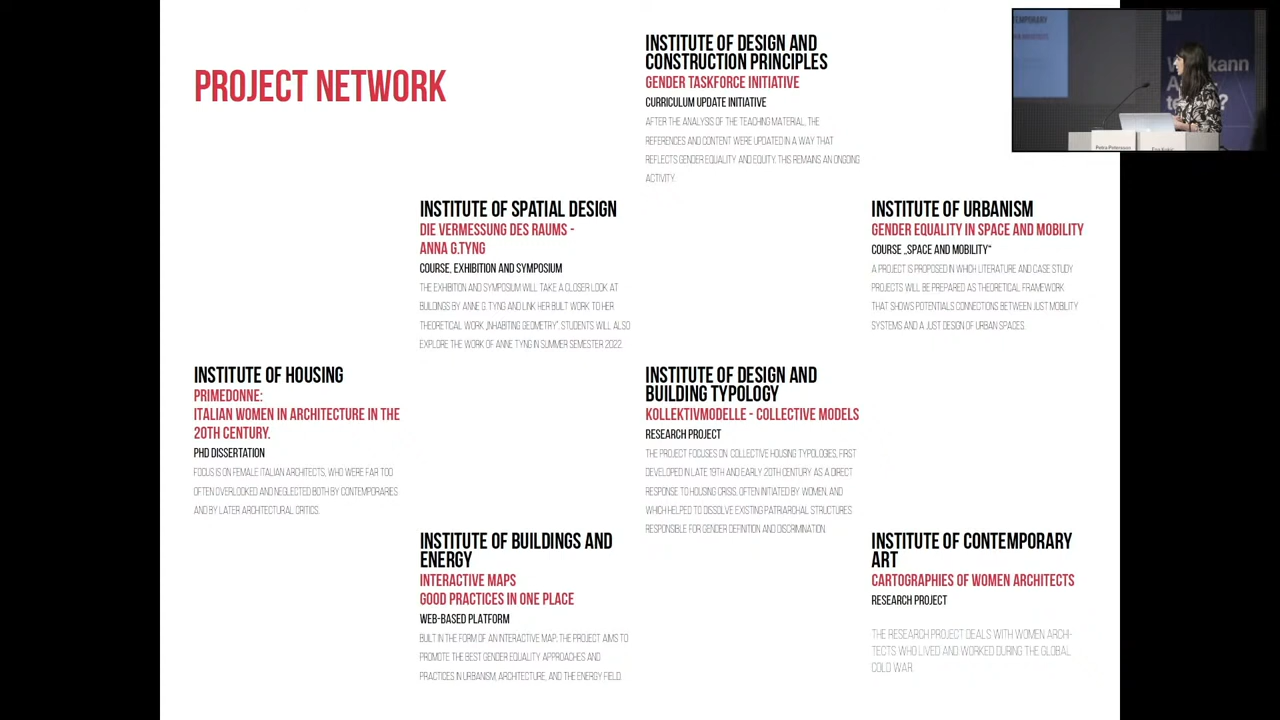 PROJECT NETWORK
INSTITUTE OF DESIGN AND
CONSTRUCTION PRINCIPLES
GENDER TASKFORCE INITIATIVE
CURRICULUM UPDATE INITIATIVE
AFTER THE ANALYSIS OF THE TEACHING MATERIAL, THE
REFERENCES AND CONTENT WERE UPDATED IN A WAY THAT
REFLECTS GENDER EQUALITY AND EQUITY. THIS REMAINS AN ONGOING
ACTIVITY.
INSTITUTE OF SPATIAL DESIGN
DIE VERMESSUNG DES RAUMS -
ANNA G.TYNG
COURSE, EXHIBITION AND SYMPOSIUM
THE EXHIBITION AND SYMPOSIUM WILL TAKE A CLOSER LOOK AT
BUILDINGS BY ANNE G. TYNG AND LINK HER BUILT WORK TO HER
THEORETICAL WORK „INHABITING GEOMETRY". STUDENTS WILL ALSO
EXPLORE THE WORK OF ANNE TYNG IN SUMMER SEMESTER 2022.
INSTITUTE OF URBANISM
GENDER EQUALITY IN SPACE AND MOBILITY
COURSE „SPACE AND MOBILITY“
A PROJECT IS PROPOSED IN WHICH LITERATURE AND CASE STUDY
PROJECTS WILL BE PREPARED AS THEORETICAL FRAMEWORK
THAT SHOWS POTENTIALS CONNECTIONS BETWEEN JUST MOBILITY
SYSTEMS AND A JUST DESIGN OF URBAN SPACES.
INSTITUTE OF HOUSING
PRIMEDONNE:
ITALIAN WOMEN IN ARCHITECTURE IN THE
20TH CENTURY.
PHD DISSERTATION
FOCUS IS ON FEMALE ITALIAN ARCHITECTS, WHO WERE FAR TOO
OFTEN OVERLOOKED AND NEGLECTED BOTH BY CONTEMPORARIES
AND BY LATER ARCHITECTURAL CRITICS.
INSTITUTE OF DESIGN AND
BUILDING TYPOLOGY
KOLLEKTIVMODELLE - COLLECTIVE MODELS
RESEARCH PROJECT
THE PROJECT FOCUSES ON COLLECTIVE HOUSING TYPOLOGIES, FIRST
DEVELOPED IN LATE 19TH AND EARLY 20TH CENTURY AS A DIRECT
RESPONSE TO HOUSING CRISIS, OFTEN INITIATED BY WOMEN, AND
WHICH HELPED TO DISSOLVE EXISTING PATRIARCHAL STRUCTURES
RESPONSIBLE FOR GENDER DEFINITION AND DISCRIMINATION.
INSTITUTE OF BUILDINGS AND
ENERGY
INTERACTIVE MAPS
GOOD PRACTICES IN ONE PLACE
WEB-BASED PLATFORM
BUILT IN THE FORM OF AN INTERACTIVE MAP; THE PROJECT AIMS TO
PROMOTE THE BEST GENDER EQUALITY APPROACHES AND
PRACTICES IN URBANISM, ARCHITECTURE, AND THE ENERGY FIELD.
INSTITUTE OF CONTEMPORARY
ART
CARTOGRAPHIES OF WOMEN ARCHITECTS
RESEARCH PROJECT
THE RESEARCH PROJECT DEALS WITH WOMEN ARCHI-
TECTS WHO LIVED AND WORKED DURING THE GLOBAL
COLD WAR.
kann
Petra Petersson